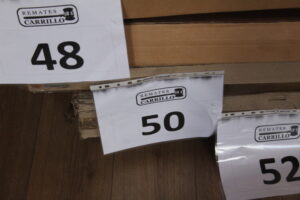 REMATES
CARRILLO
48
REMATES
CARRILLO
50
REMATES
CARRILLO
52